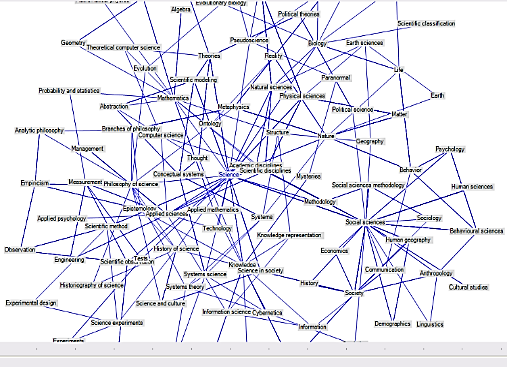 Evolutionary biology
Algebra
Political theories
Scientific classification
Pseudoscience
Geometry
Theoretical computer science
Biology
Earth sciences
Theories
Reality
Evolution
Life
Scientific modeling
Paranormal
Natural sciences
Probability and statistics
Mathematics
Physical sciences
Earth
Abstraction
Metaphysics
Political science
Matter
Ontology
Analytic philosophy
Branches of philosophy
Computer science
Structure
Nature
Geography
Management
Psychology
Thought
Academic disciplines
Scientific disciplines
Behavior
Conceptual systems
Science
Mysteries
Empiricism
Measurement
Philosophy of science
Social sciences methodology
Human sciences
Methodology
Epistemology
Applied sciences
Applied mathematics
Applied psychology
Systems
Social sciences
Sociology
Scientific method
Technology
Behavioural sciences
Knowledge representation
Human geography
Observation
History of science
Economics
Engineering
Tests
Knowledge
Science in society
Communication
Anthropology
Systems science
Historiography of science
Systems theory
History
Society
Cultural studies
Experimental design
Science and culture
Information science
Cybernetics
Science experiments
Information
Demographics
Linguistics
Experiments